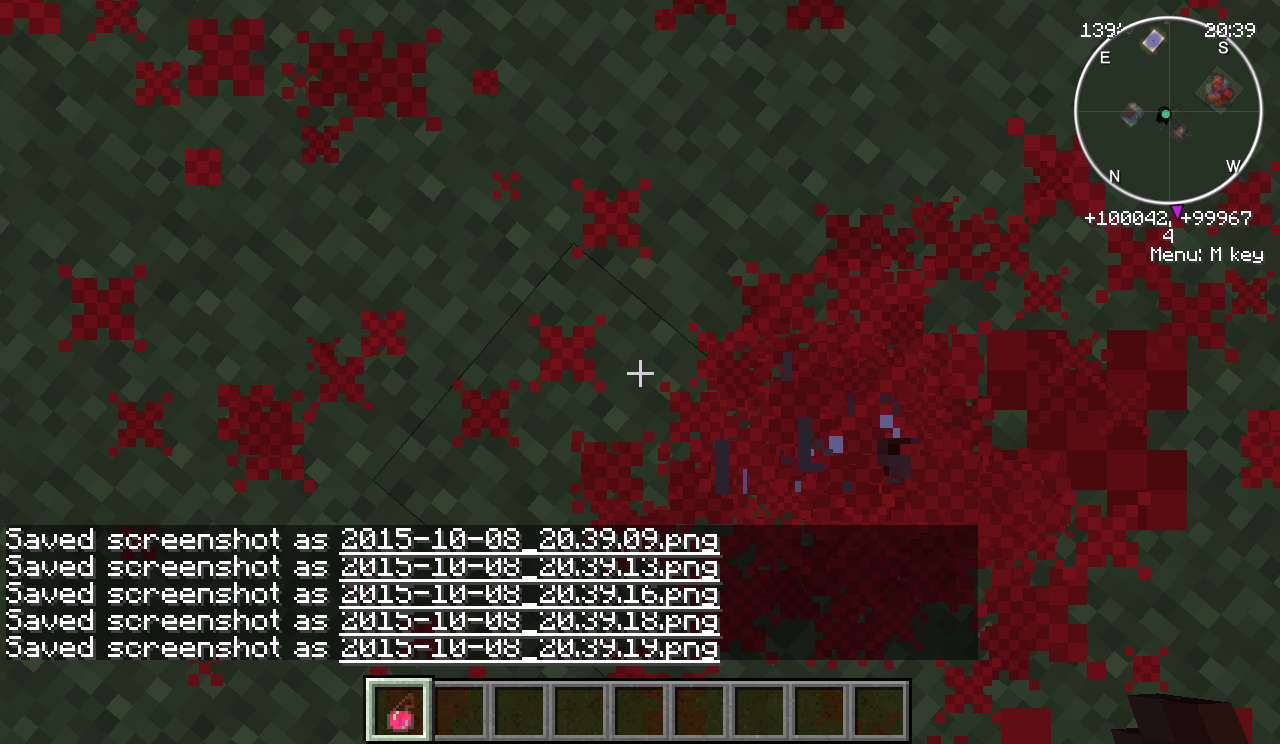 20:39
E
S
N
W
+100042, +99967
4
Menu: M key
Saved screenshot as 2015-10-08_20.39.09.png
Saved screenshot as 2015-10-08_20.39.13.png
Saved screenshot as 2015-10-08_20.39.16.png
Saved screenshot as 2015-10-08_20.39.18.png
Saved screenshot as 2015-10-08_20.39.19.png